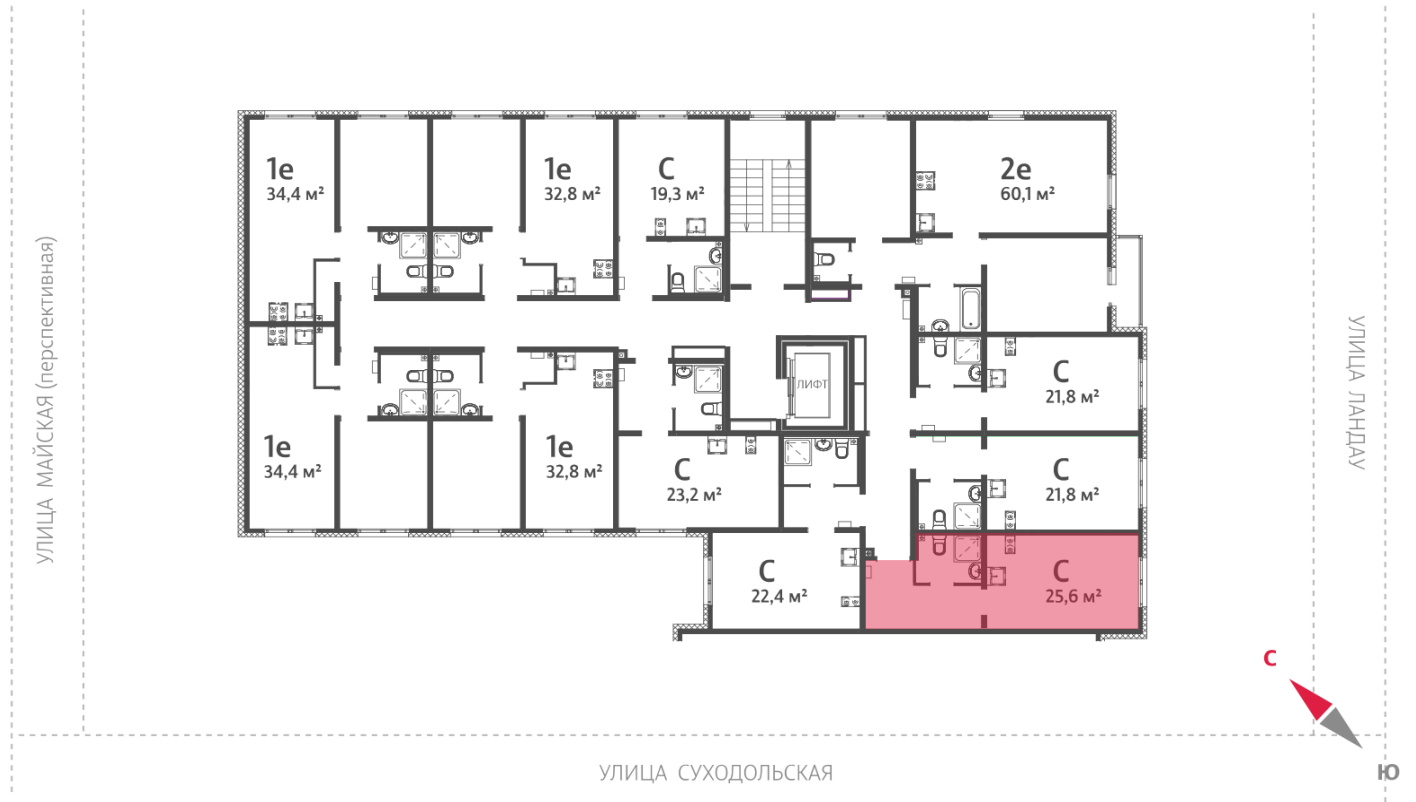 1е
34,4 м²
1е
32,8 м²
С
19,3 м²
2е
60,1 м²
УЛИЦА МАЙСКАЯ (перспективная)
УЛИЦА ЛАНДАУ
ЛИФТ
С
21,8 м²
1е
34,4 м²
1е
32,8 м²
С
23,2 м²
С
21,8 м²
С
22,4 м²
С
25,6 м²
С
Ю
УЛИЦА СУХОДОЛЬСКАЯ